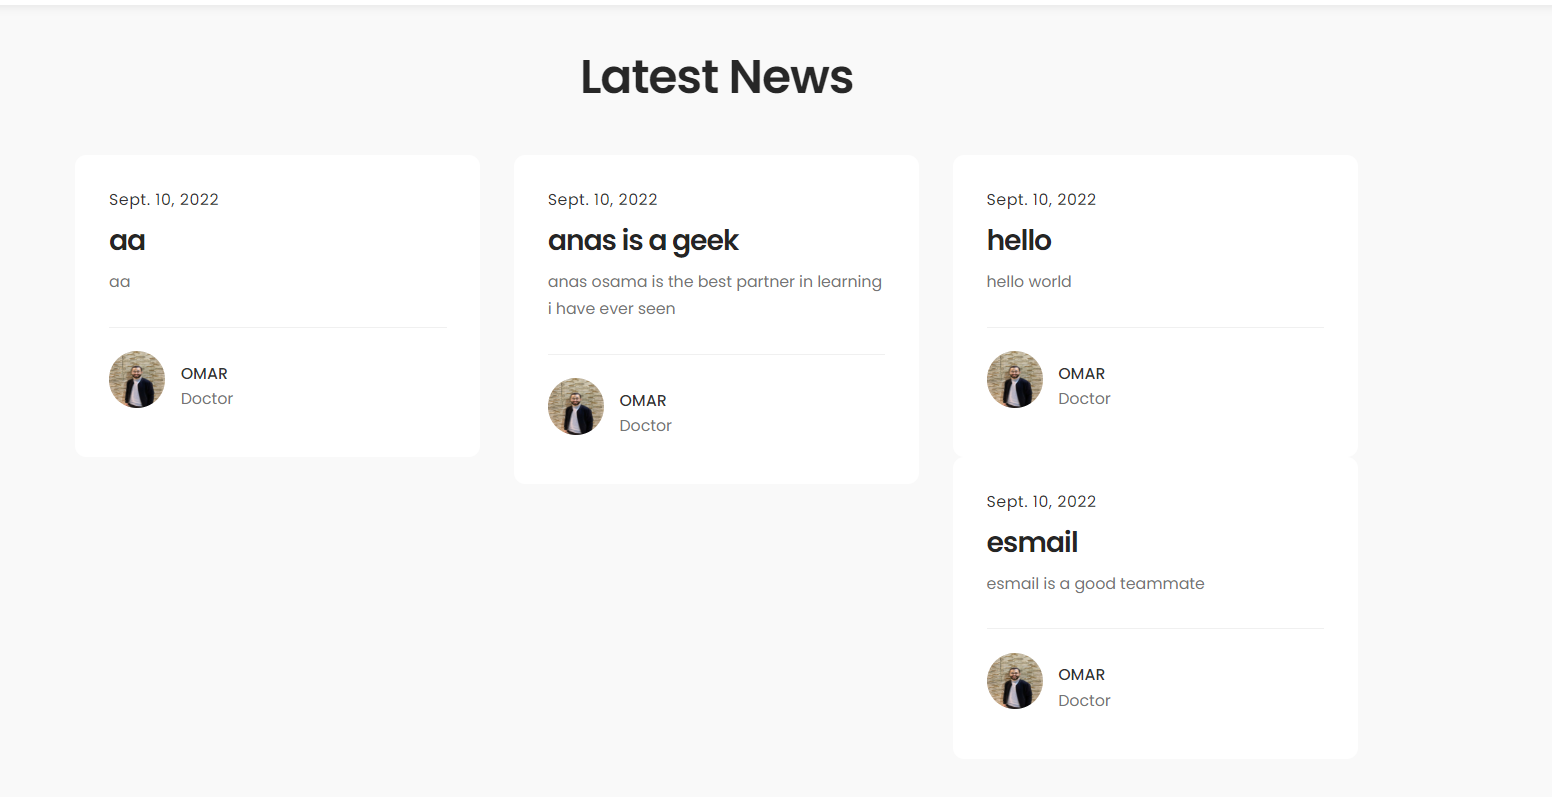 Latest News
Sept. 10, 2022
aa
aa
OMAR
Doctor
Sept. 10, 2022
anas is a geek
anas osama is the best partner in learning
i have ever seen
OMAR
Doctor
Sept. 10, 2022
hello
hello world
OMAR
Doctor
Sept. 10, 2022
esmail
esmail is a good teammate
OMAR
Doctor